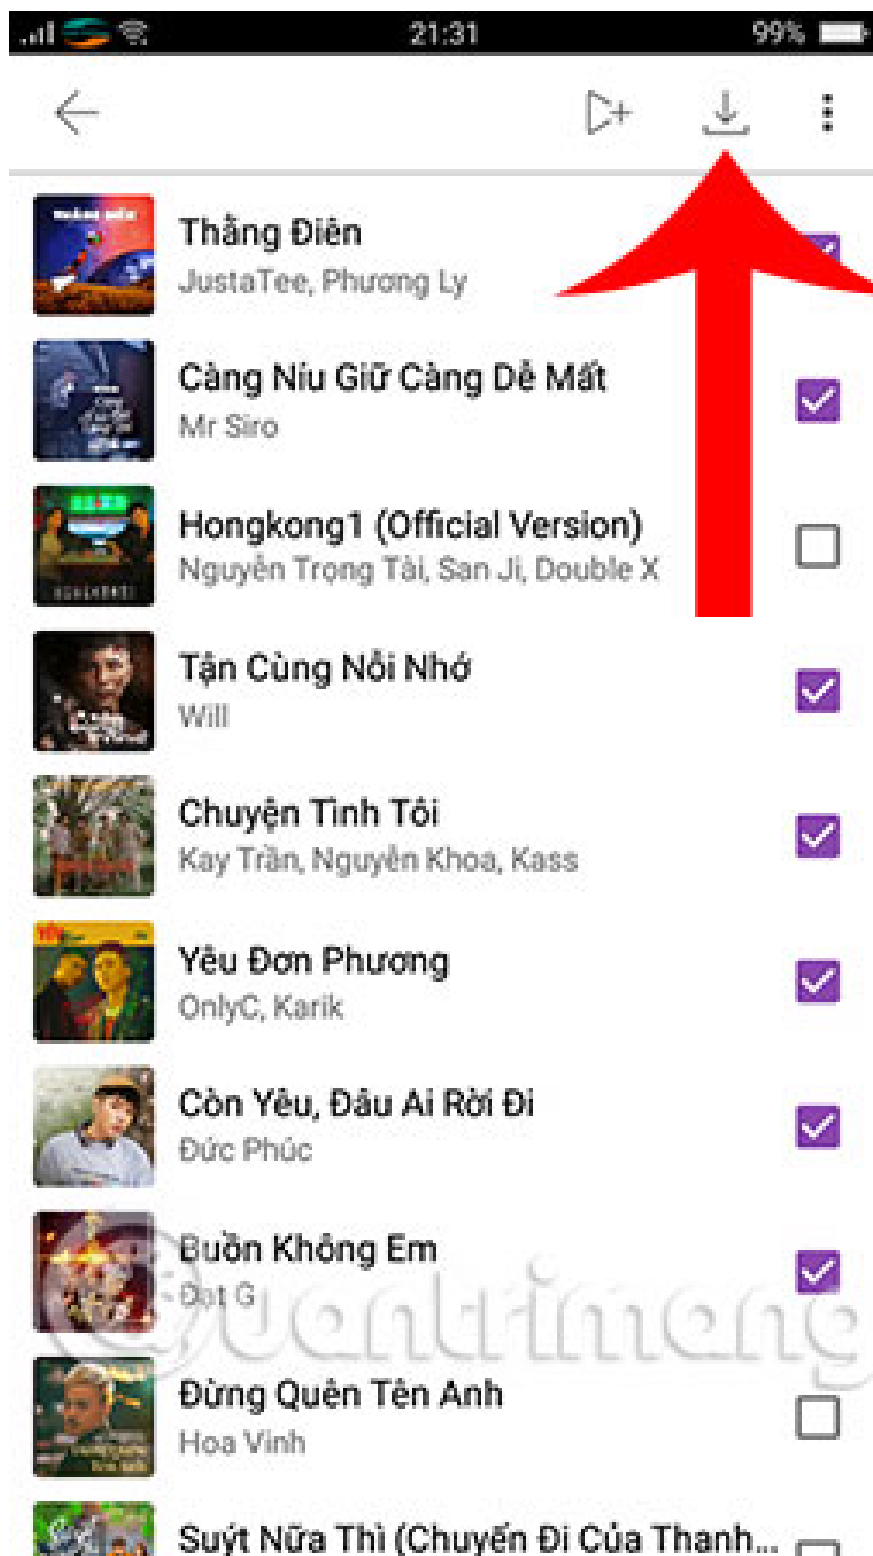 21:31
99%
Thằng Điên
JustaTee, Phương Ly
Càng Níu Giữ Càng Dễ Mất
Mr Siro
Hongkong1 (Official Version)
Nguyễn Trọng Tài, San Ji, Double X
Tận Cùng Nỗi Nhớ
Will
Chuyện Tình Tôi
Kay Trần, Nguyễn Khoa, Kass
Yêu Đơn Phương
OnlyC, Karik
Còn Yêu, Đâu Ai Rời Đi
Đức Phúc
Buồn Không Em
Đạt G
Quantrimang
Đừng Quên Tên Anh
Hoa Vinh
Suýt Nữa Thì (Chuyến Đi Của Thanh...